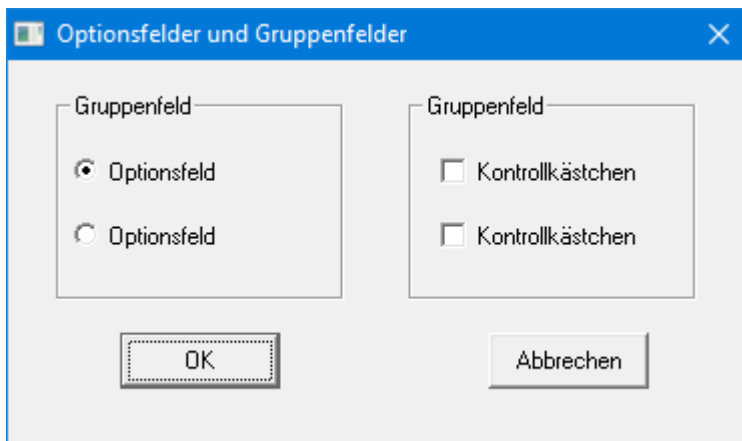 Optionsfelder und Gruppenfelder
Gruppenfeld
Optionsfeld
Optionsfeld
Gruppenfeld
Kontrollkästchen
Kontrollkästchen
OK
Abbrechen